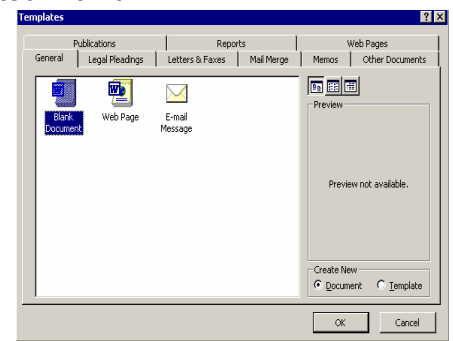 Templates
Publications Reports Web Pages
General Legal Pleadings Letters & Faxes Mail Merge Memos Other Documents
Blank Document
Web Page
E-mail Message
Preview
Preview not available.
Create New
Document Template
OK Cancel